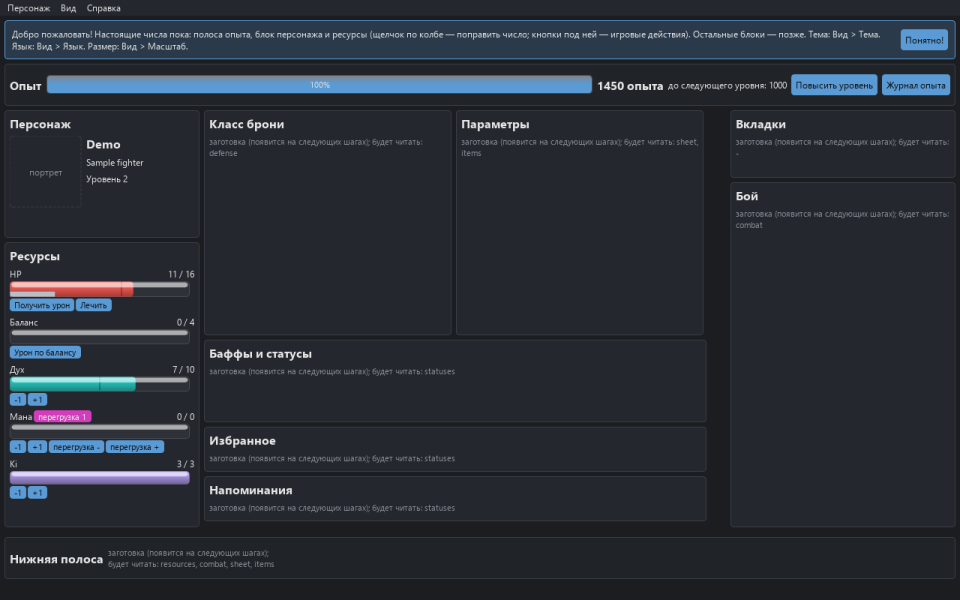 Персонаж Вид Справка
Добро пожаловать! Настоящие числа пока: полоса опыта, блок персонажа и ресурсы (щелчок по колбе — поправить число; кнопки под ней — игровые действия). Остальные блоки — позже. Тема: Вид > Тема.
Язык: Вид > Язык. Размер: Вид > Масштаб.
Понятно!
Опыт 100% 1450 опыта до следующего уровня: 1000 Повысить уровень Журнал опыта
Персонаж
портрет
Demo
Sample fighter
Уровень 2
Ресурсы
HP 11 / 16
Получить урон Лечить
Баланс 0 / 4
Урон по балансу
Дух 7 / 10
-1 +1
Мана перегрузка 1 0 / 0
-1 +1 перегрузка - перегрузка +
Ki 3 / 3
-1 +1
Класс брони
заготовка (появится на следующих шагах); будет читать:
defense
Параметры
заготовка (появится на следующих шагах); будет читать: sheet,
items
Баффы и статусы
заготовка (появится на следующих шагах); будет читать: statuses
Избранное
заготовка (появится на следующих шагах); будет читать: statuses
Напоминания
заготовка (появится на следующих шагах); будет читать: statuses
Вкладки
заготовка (появится на следующих шагах); будет читать:
-
Бой
заготовка (появится на следующих шагах); будет читать:
combat
Нижняя полоса
заготовка (появится на следующих шагах);
будет читать: resources, combat, sheet, items